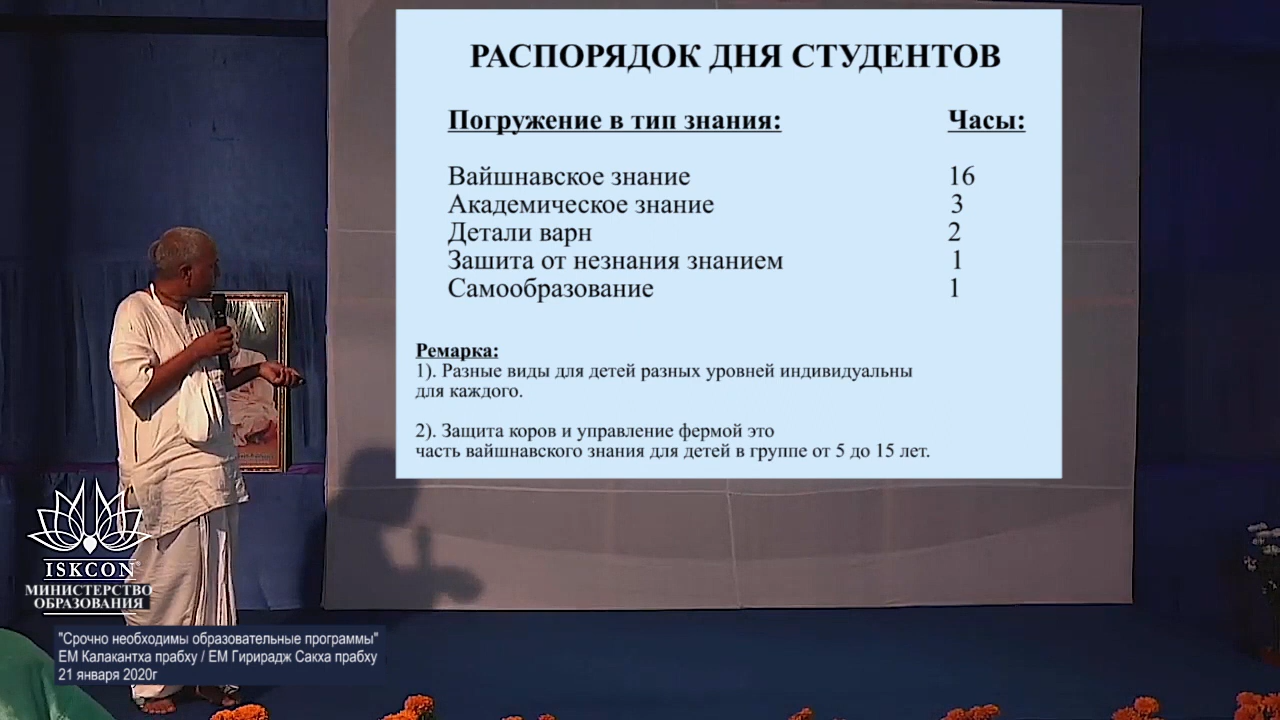 РАСПОРЯДОК ДНЯ СТУДЕНТОВ
Погружение в тип знания: Часы:
Вайшнавское знание 16
Академическое знание 3
Детали варн 2
Зашита от незнания знанием 1
Самообразование 1
Ремарка:
1). Разные виды для детей разных уровней индивидуальны
для каждого.
2). Защита коров и управление фермой это
часть вайшнавского знания для детей в группе от 5 до 15 лет.
ISKCON®
МИНИСТЕРСТВО
ОБРАЗОВАНИЯ
"Срочно необходимы образовательные программы"
ЕМ Калакантха прабху / ЕМ Гирирадж Сакха прабху
21 января 2020г